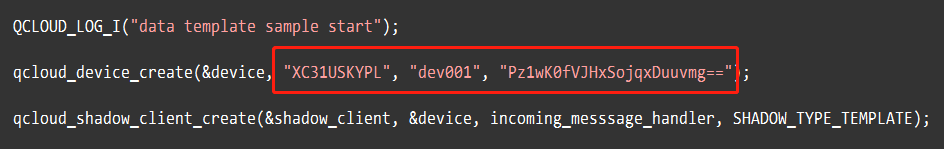 QCLOUD_LOG_I("data template sample start");
qcloud_device_create(&device, "XC31USKYPL", "dev001", "Pz1wK0fVJHxSojqxDuuvmg==");
qcloud_shadow_client_create(&shadow_client, &device, incoming_messsage_handler, SHADOW_TYPE_TEMPLATE);